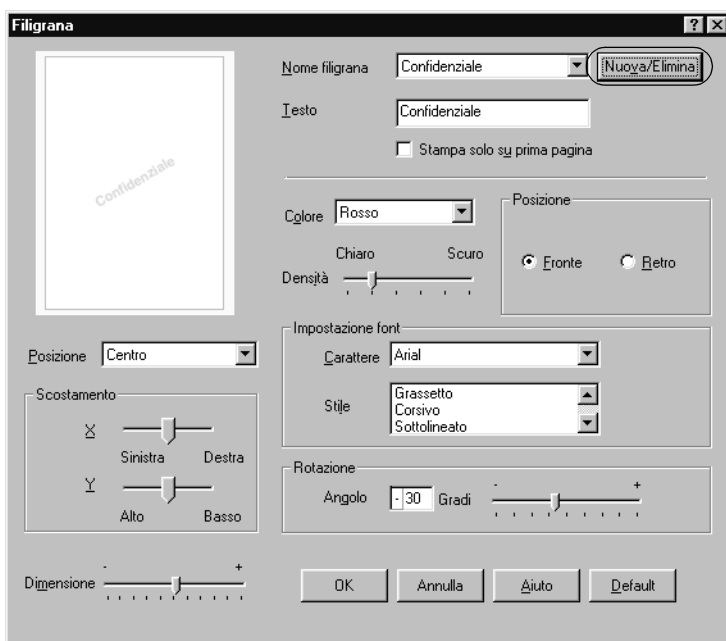 Filigrana
Confidenziale
Nome filigrana Confidenziale Nuova/Elimina
Testo Confidenziale
Stampa solo su prima pagina
Colore Rosso
Chiaro Scuro
Densità
Posizione
Fronte Retro
Posizione Centro
Impostazione font
Carattere Arial
Stile Grassetto
Corsivo
Sottolineato
Scostamento
X
Sinistra Destra
Y
Alto Basso
Rotazione
Angolo -30 Gradi - +
Dimensione - +
OK Annulla Aiuto Default